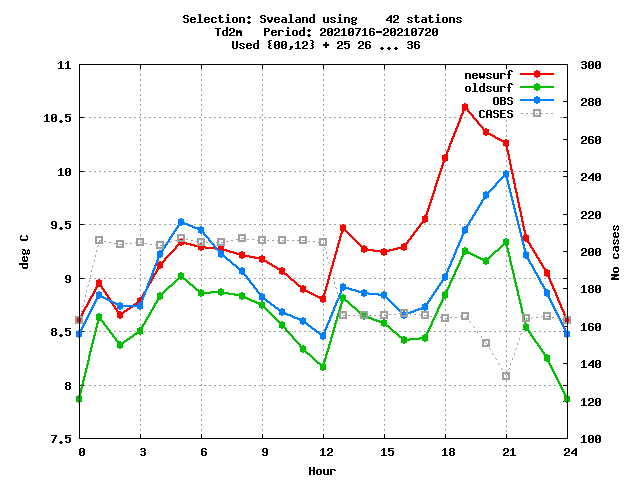 Selection: Svealand using    42 stations
Td2m   Period: 20210716-20210720
Used {00,12} + 25 26 ... 36
newsurf
oldsurf
OBS
CASES
deg C
11
10.5
10
9.5
9
8.5
8
7.5
300
280
260
240
220
200
180
160
140
120
100
No cases
0 3 6 9 12 15 18 21 24
Hour